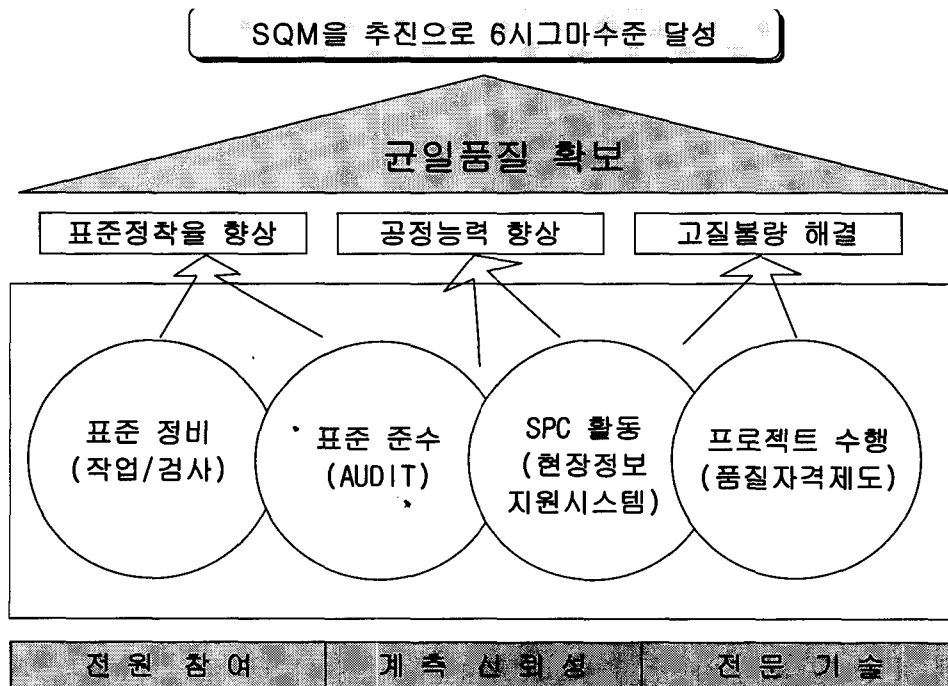 SQM을 추진으로 6시그마수준 달성
균일품질 확보
표준정착율 향상
공정능력 향상
고질불량 해결
표준 정비
(작업/검사)
표준 준수
(AUDIT)
SPC 활동
(현장정보
지원시스템)
프로젝트 수행
(품질자격제도)
전 원 참 여
계 측 신 뢰 성
전 문 기 술